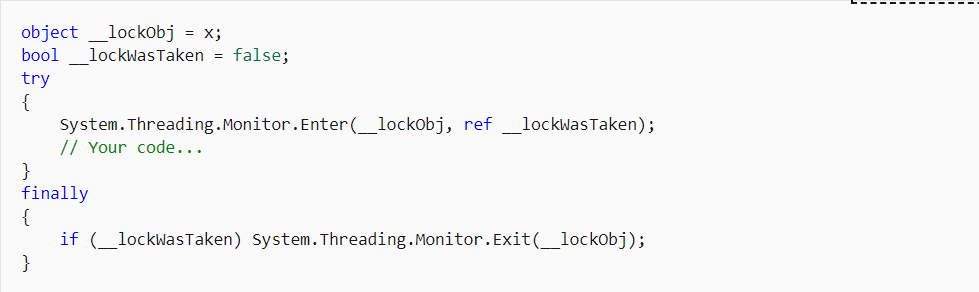 object __lockObj = x;
bool __lockWasTaken = false;
try
{
    System.Threading.Monitor.Enter(__lockObj, ref __lockWasTaken);
    // Your code...
}
finally
{
    if (__lockWasTaken) System.Threading.Monitor.Exit(__lockObj);
}